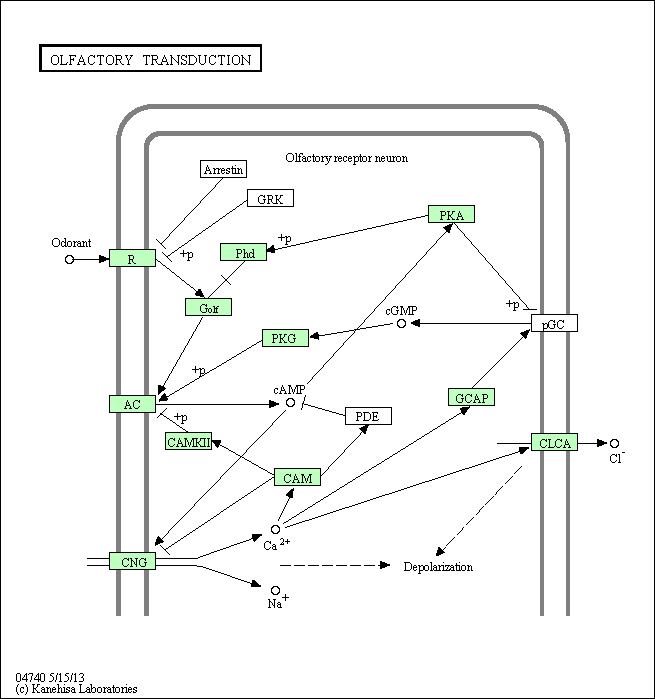 OLFACTORY TRANSDUCTION
Olfactory receptor neuron
Arrestin
GRK
PKA
Odorant
R
+p
Phd
+p
Golf
+p
pGC
cGMP
PKG
+p
cAMP
AC
GCAP
PDE
+p
CAMKII
CLCA
Cl-
CAM
Ca 2+
CNG
Depolarization
Na+
04740 5/15/13
(c) Kanehisa Laboratories